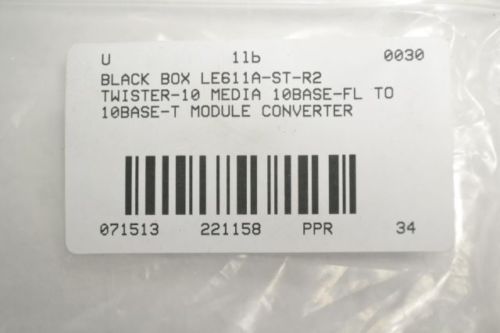 U 1lb 0030
BLACK BOX LE611A-ST-R2
TWISTER-10 MEDIA 10BASE-FL TO
10BASE-T MODULE CONVERTER
071513 221158 PPR 34